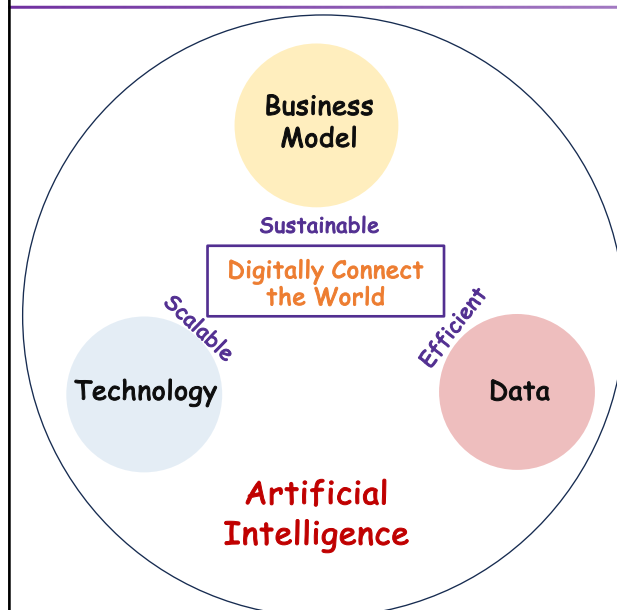 Business
Model
Sustainable
Digitally Connect
the World
Scalable
Efficient
Technology
Data
Artificial
Intelligence